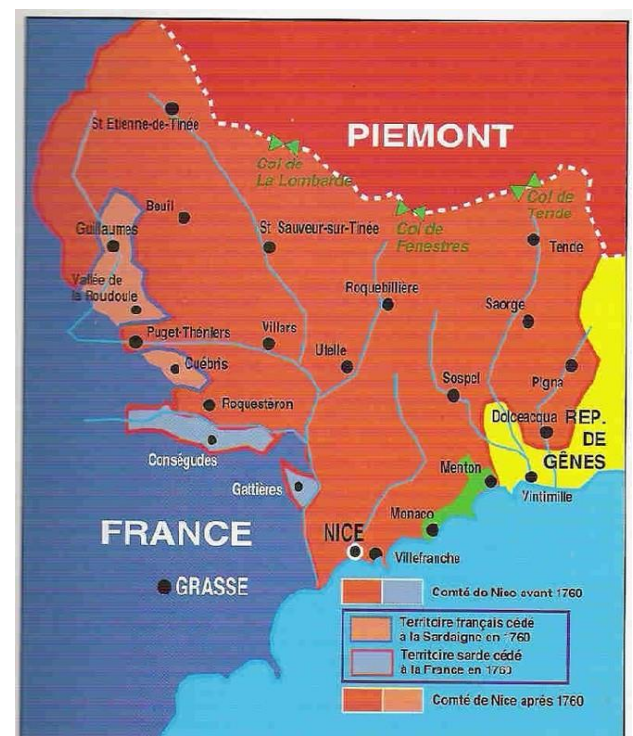 PIEMONT
St Etienne-de-Tinée
Col de
La Lombarde
Col de
Tende
Beuil
Guillaumes
St Sauveur-sur-Tinée
Col de
Fenestres
Tende
Vallée de
la Roudoule
Roquebillière
Saorge
Puget-Théniers
Villars
Utelle
Cuébris
Sospel
Pigna
Roquestéron
Dolceacqua
REP.
DE
GÊNES
Conségudes
Menton
Gattières
Vintimille
Monaco
FRANCE
NICE
Villefranche
GRASSE
Comté de Nice avant 1760
Territoire français cédé
à la Sardaigne en 1760
Territoire sarde cédé
à la France en 1760
Comté de Nice après 1760